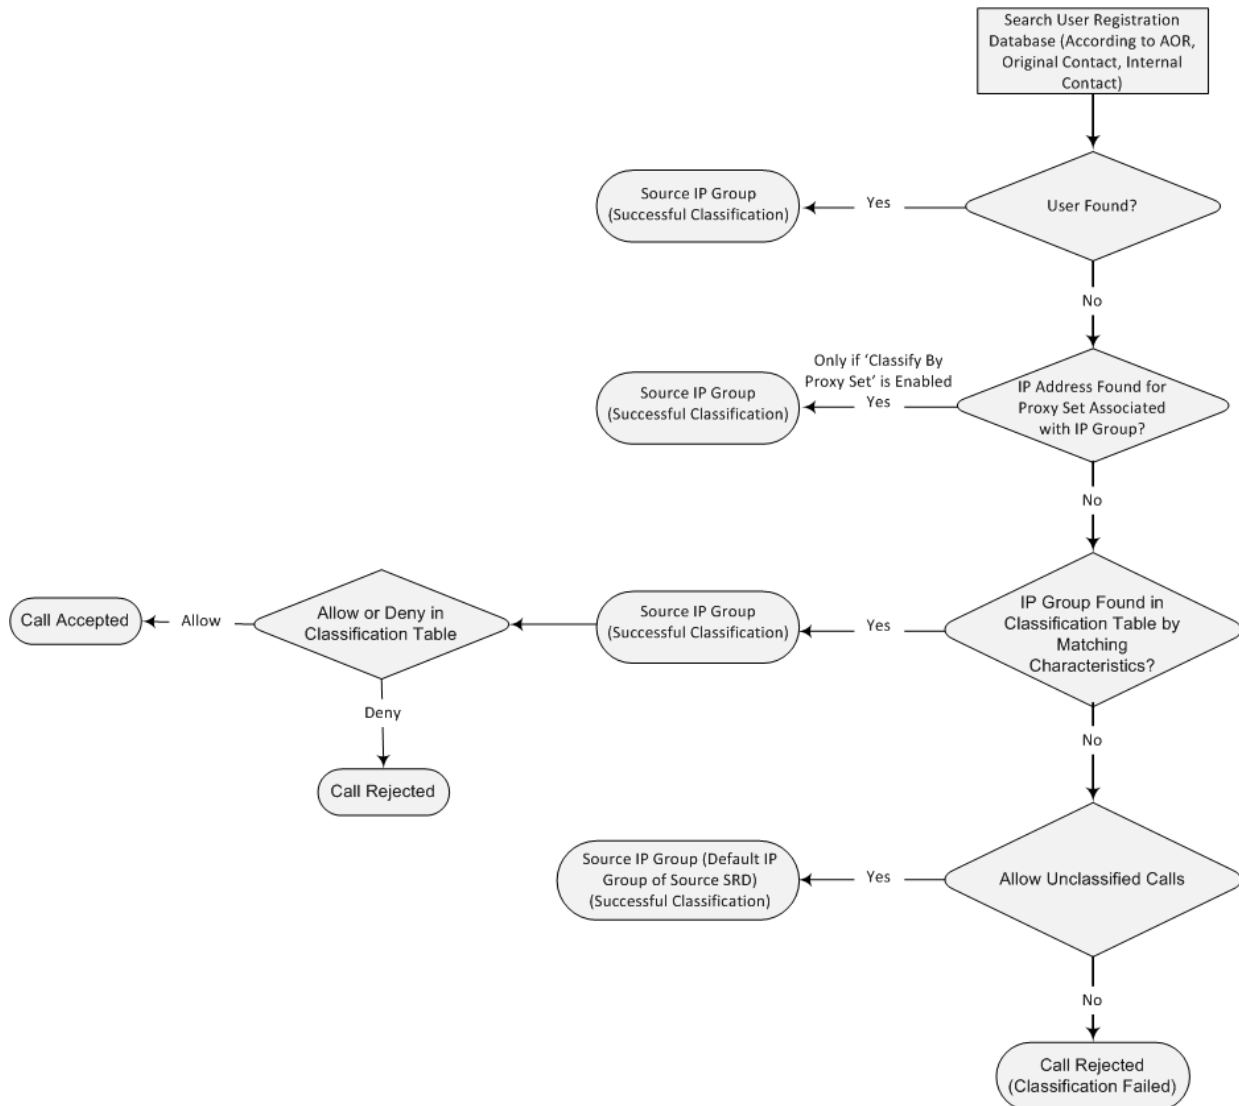 Search User Registration
Database (According to AOR,
Original Contact, Internal
Contact)
Source IP Group
(Successful Classification)
Yes
User Found?
No
Only if ‘Classify By
Proxy Set’ is Enabled
Source IP Group
(Successful Classification)
Yes
IP Address Found for
Proxy Set Associated
with IP Group?
No
Call Accepted
Allow
Allow or Deny in
Classification Table
Source IP Group
(Successful Classification)
Yes
IP Group Found in
Classification Table by
Matching
Characteristics?
Deny
No
Call Rejected
Source IP Group (Default IP
Group of Source SRD)
(Successful Classification)
Yes
Allow Unclassified Calls
No
Call Rejected
(Classification Failed)